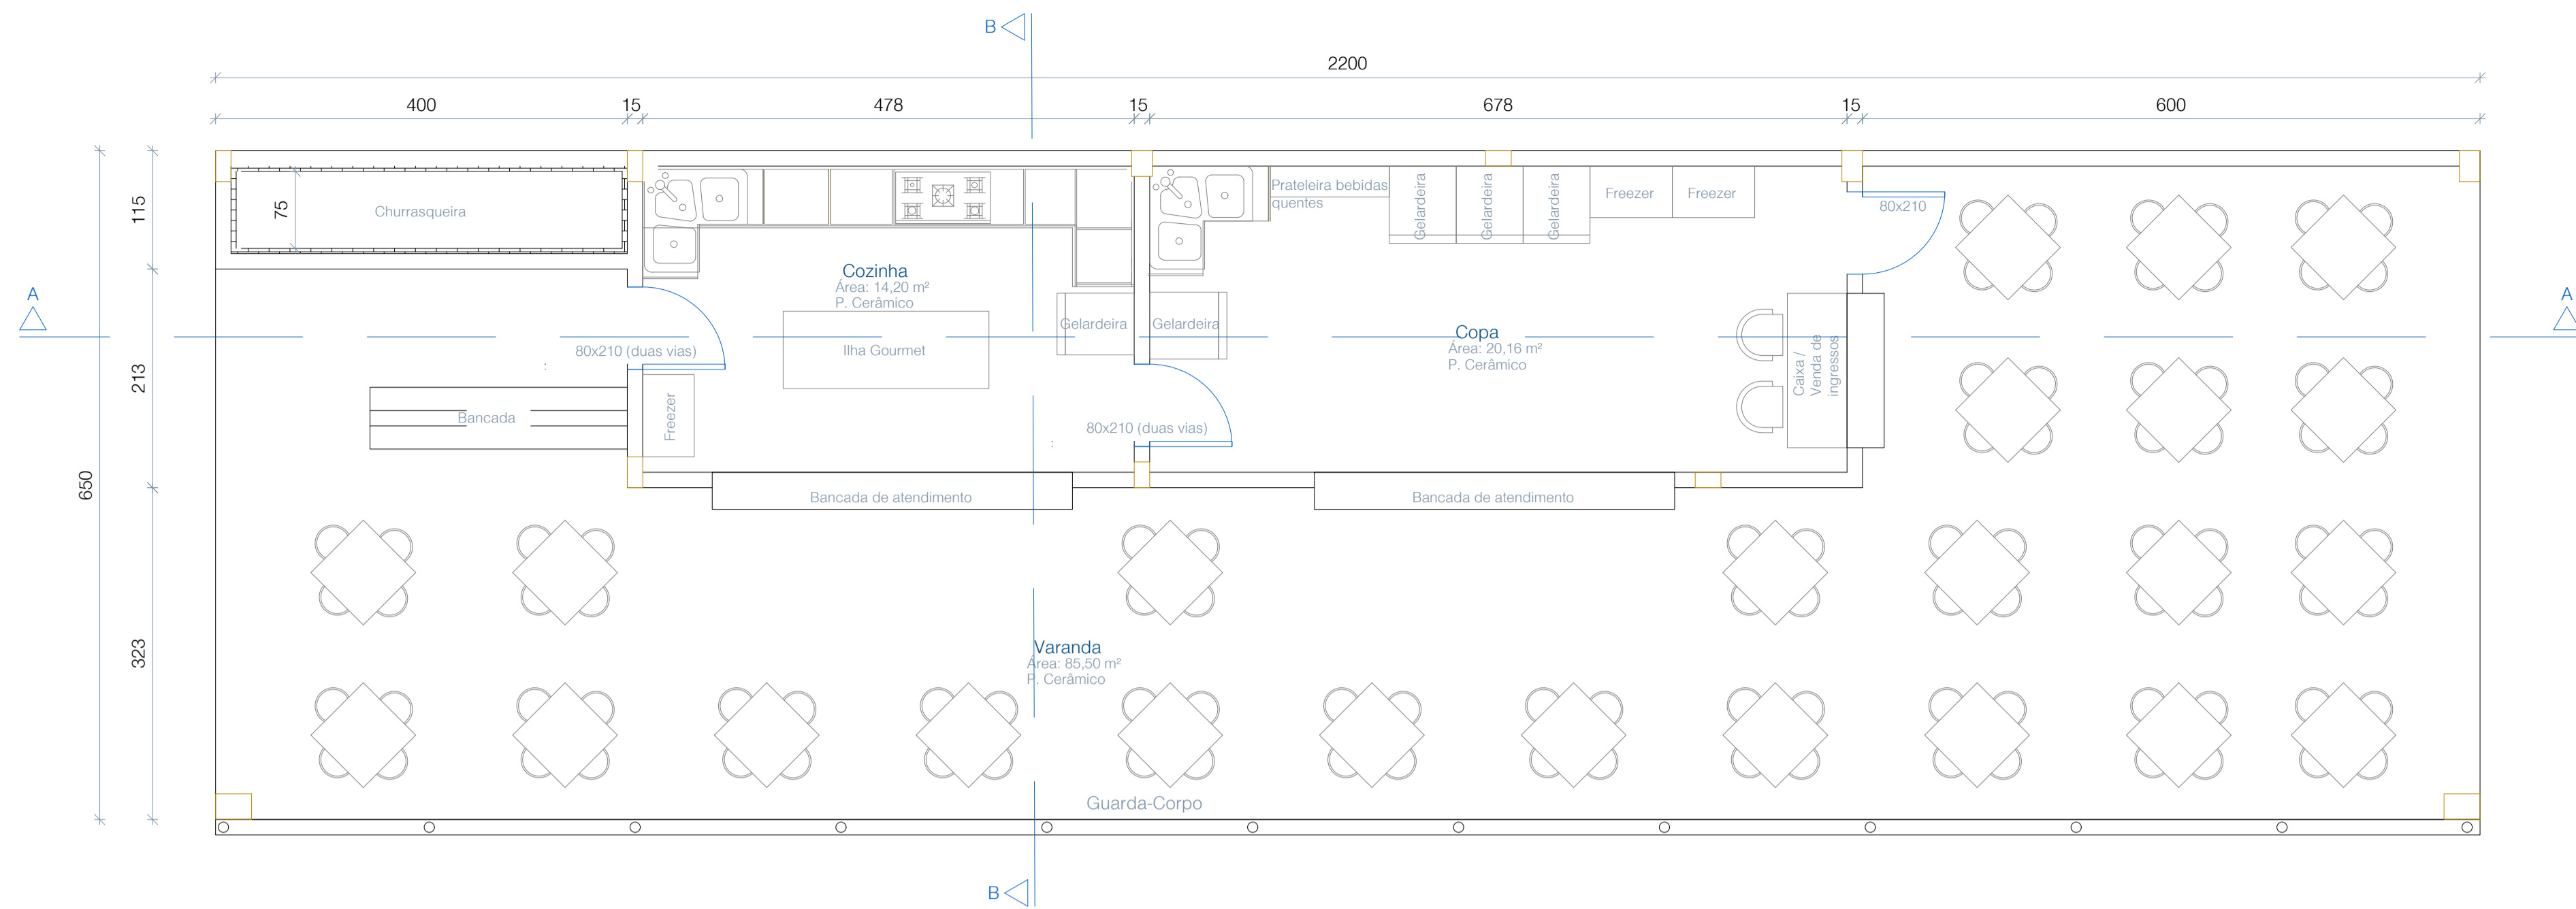 B
2200
400
15
478
15
678
15
600
115
75
Churrasqueira
Prateleira bebidas
quentes
Gelardeira
Gelardeira
Gelardeira
Freezer
Freezer
80x210
Cozinha
Área: 14,20 m²
P. Cerâmico
A
A
Gelardeira
Gelardeira
Copa
Área: 20,16 m²
P. Cerâmico
80x210 (duas vias)
Ilha Gourmet
Caixa /
Venda de
ingressos
213
Bancada
Freezer
80x210 (duas vias)
650
Bancada de atendimento
Bancada de atendimento
323
Varanda
Área: 85,50 m²
P. Cerâmico
Guarda-Corpo
B